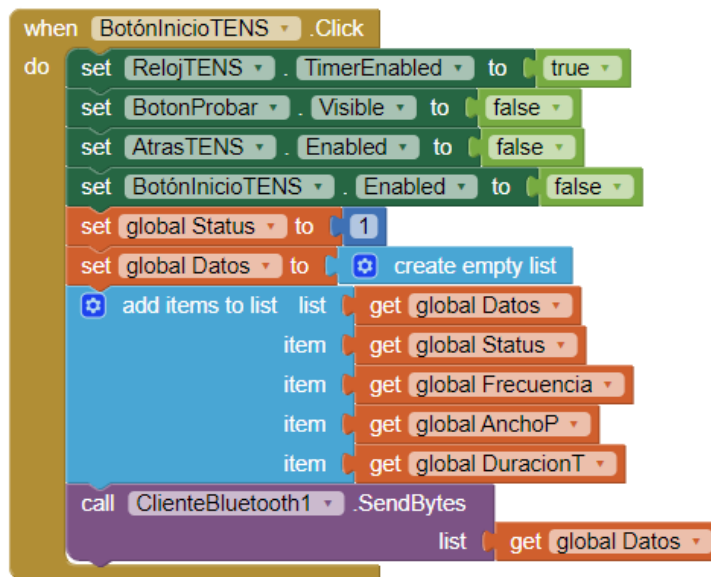 when BotónInicioTENS .Click
do set RelojTENS . TimerEnabled to true
set BotonProbar . Visible to false
set AtrasTENS . Enabled to false
set BotónInicioTENS . Enabled to false
set global Status to 1
set global Datos to create empty list
add items to list list get global Datos
item get global Status
item get global Frecuencia
item get global AnchoP
item get global DuracionT
call ClienteBluetooth1 .SendBytes
list get global Datos